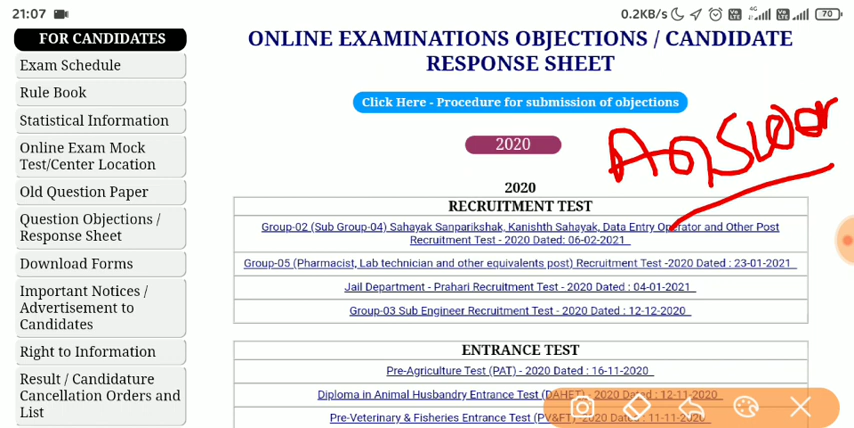 21:07
0.2KB/s
4G
70
FOR CANDIDATES
Exam Schedule
Rule Book
Statistical Information
Online Exam Mock
Test/Center Location
Old Question Paper
Question Objections /
Response Sheet
Download Forms
Important Notices /
Advertisement to
Candidates
Right to Information
Result / Candidature
Cancellation Orders and
List
ONLINE EXAMINATIONS OBJECTIONS / CANDIDATE
RESPONSE SHEET
Click Here - Procedure for submission of objections
2020
Answer
2020
RECRUITMENT TEST
Group-02 (Sub Group-04) Sahayak Sanparikshak, Kanishth Sahayak, Data Entry Operator and Other Post
Recruitment Test - 2020 Dated: 06-02-2021
Group-05 (Pharmacist, Lab technician and other equivalents post) Recruitment Test -2020 Dated : 23-01-2021
Jail Department - Prahari Recruitment Test - 2020 Dated : 04-01-2021
Group-03 Sub Engineer Recruitment Test - 2020 Dated : 12-12-2020
ENTRANCE TEST
Pre-Agriculture Test (PAT) - 2020 Dated : 16-11-2020
Diploma in Animal Husbandry Entrance Test (DAHET) - 2020 Dated : 12-11-2020
Pre-Veterinary & Fisheries Entrance Test (PV&FT) -2020 Dated : 11-11-2020